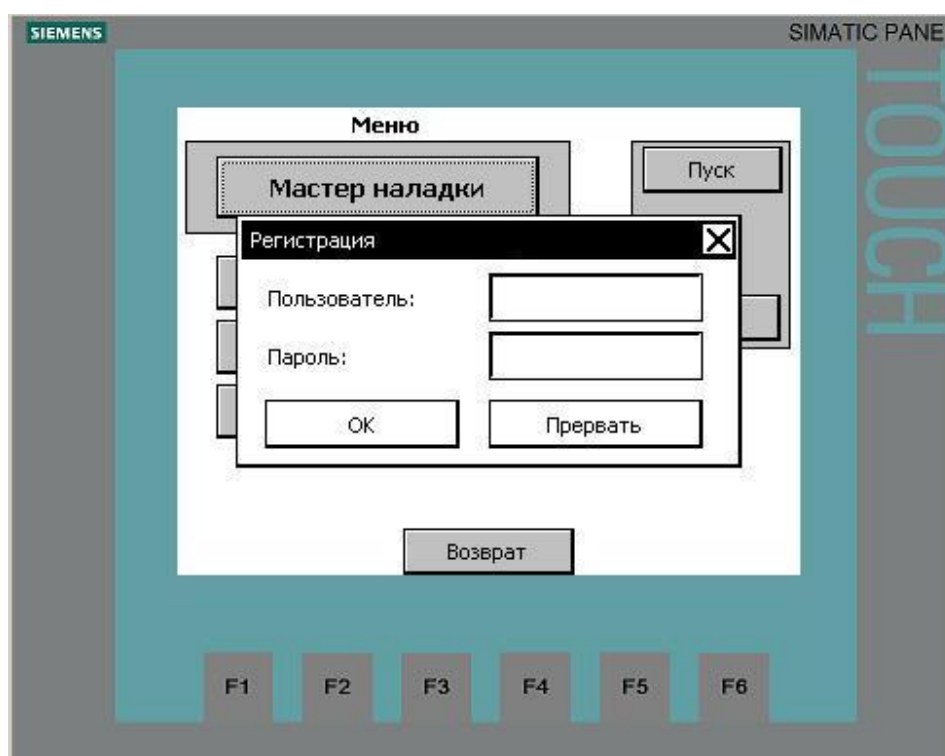 SIEMENS
SIMATIC PANE
TOUCH
Меню
Мастер наладки
Пуск
Регистрация
Пользователь:
Пароль:
OK
Прервать
Возврат
F1 F2 F3 F4 F5 F6